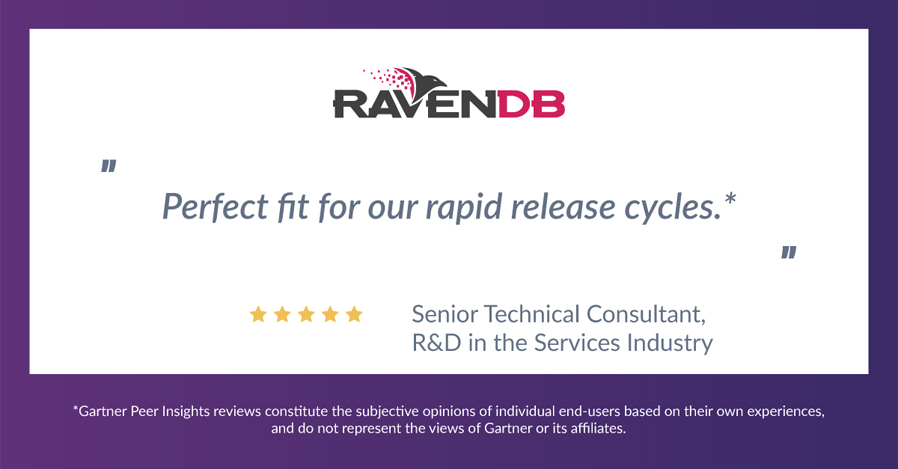 RAVENDB
"
Perfect fit for our rapid release cycles.*
"
Senior Technical Consultant,
R&D in the Services Industry
*Gartner Peer Insights reviews constitute the subjective opinions of individual end-users based on their own experiences,
and do not represent the views of Gartner or its affiliates.